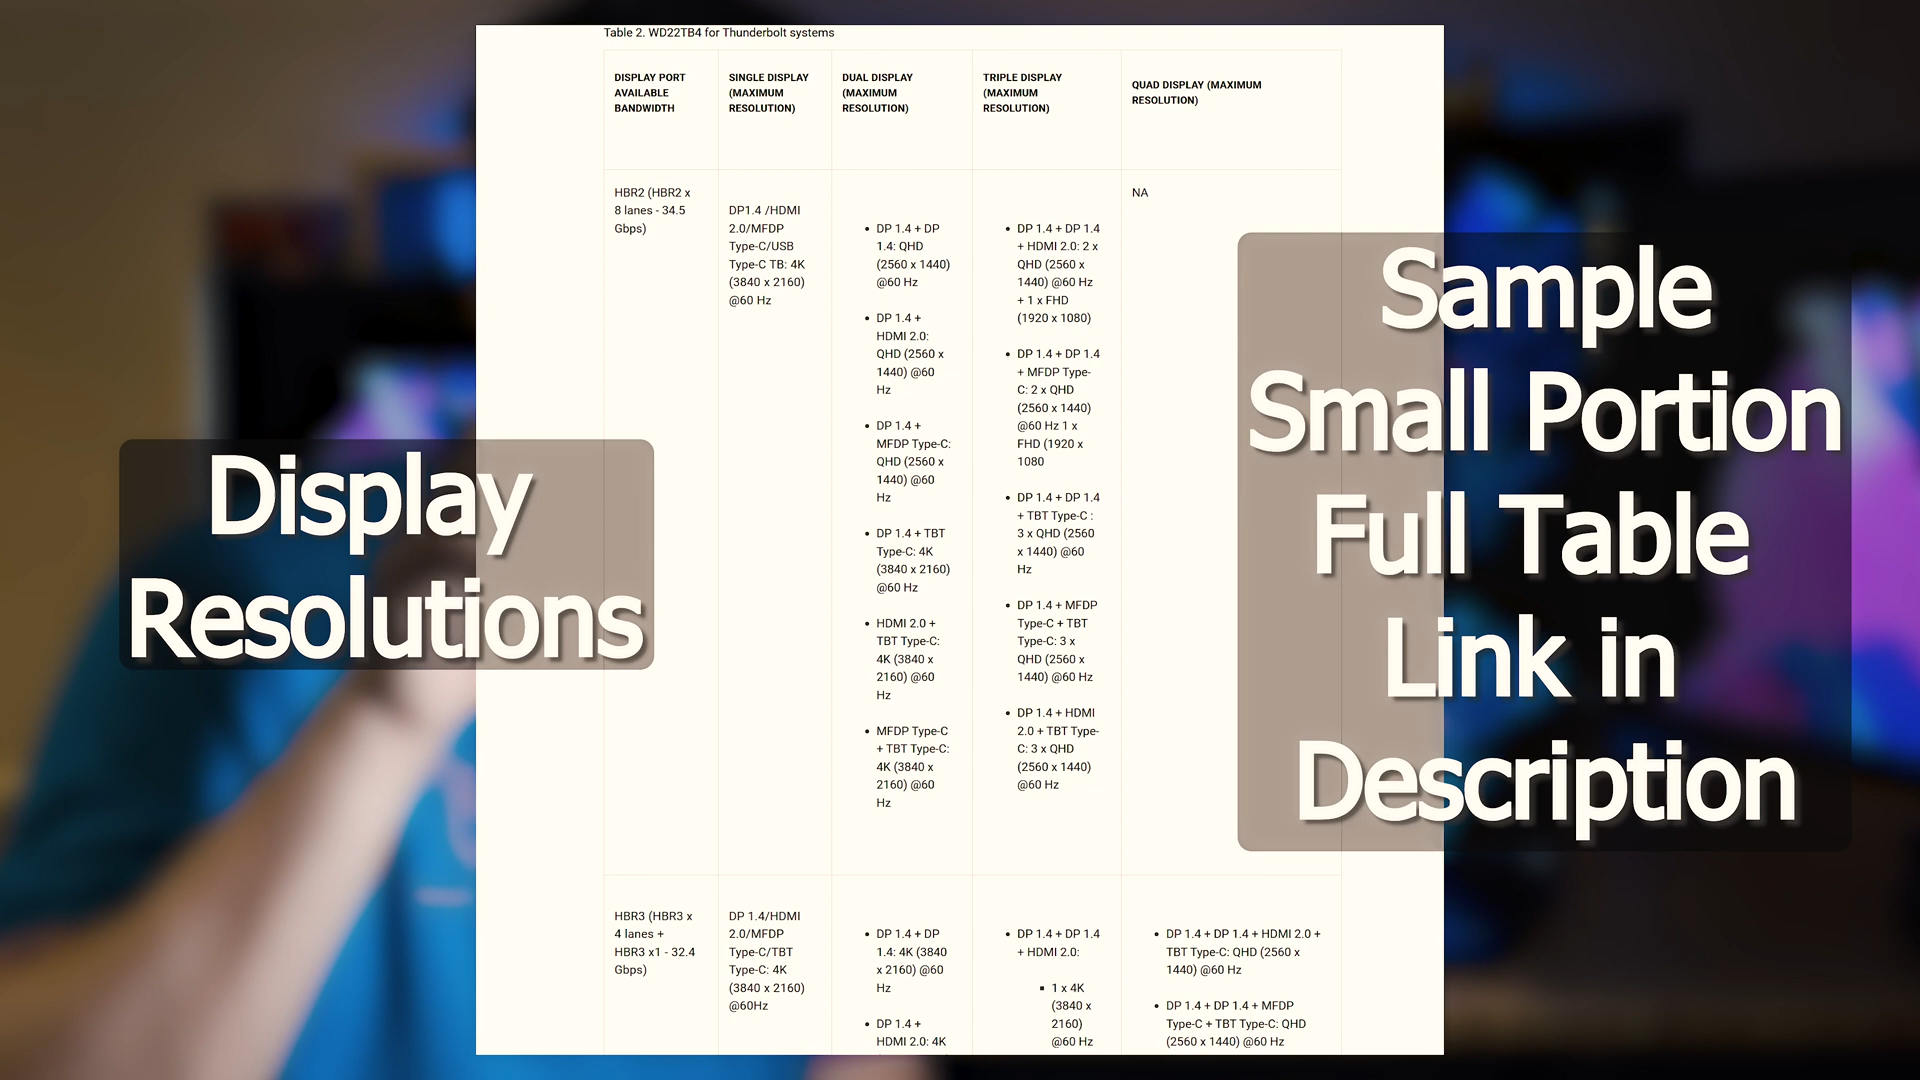 Table 2. WD22TB4 for Thunderbolt systems
DISPLAY PORT
AVAILABLE
BANDWIDTH
SINGLE DISPLAY
(MAXIMUM
RESOLUTION)
DUAL DISPLAY
(MAXIMUM
RESOLUTION)
TRIPLE DISPLAY
(MAXIMUM
RESOLUTION)
QUAD DISPLAY (MAXIMUM
RESOLUTION)
HBR2 (HBR2 x
8 lanes - 34.5
Gbps)
DP1.4 /HDMI
2.0/MFDP
Type-C/USB
Type-C TB: 4K
(3840 x 2160)
@60 Hz
• DP 1.4 + DP
1.4: QHD
(2560 x 1440)
@60 Hz
• DP 1.4 +
HDMI 2.0:
QHD (2560 x
1440) @60
Hz
• DP 1.4 +
MFDP Type-C:
QHD (2560 x
1440) @60
Hz
• DP 1.4 + TBT
Type-C: 4K
(3840 x 2160)
@60 Hz
• HDMI 2.0 +
TBT Type-C:
4K (3840 x
2160) @60
Hz
• MFDP Type-C
+ TBT Type-C:
4K (3840 x
2160) @60
Hz
• DP 1.4 + DP 1.4
+ HDMI 2.0: 2 x
QHD (2560 x
1440) @60 Hz
+ 1 x FHD
(1920 x 1080)
• DP 1.4 + DP 1.4
+ MFDP Type-
C: 2 x QHD
(2560 x 1440)
@60 Hz 1 x
FHD (1920 x
1080
• DP 1.4 + DP 1.4
+ TBT Type-C :
3 x QHD (2560
x 1440) @60
Hz
• DP 1.4 + MFDP
Type-C + TBT
Type-C: 3 x
QHD (2560 x
1440) @60 Hz
• DP 1.4 + HDMI
2.0 + TBT Type-
C: 3 x QHD
(2560 x 1440)
@60 Hz
NA
HBR3 (HBR3 x
4 lanes +
HBR3 x1 - 32.4
Gbps)
DP 1.4/HDMI
2.0/MFDP
Type-C/TBT
Type-C: 4K
(3840 x 2160)
@60Hz
• DP 1.4 + DP
1.4: 4K (3840
x 2160) @60
Hz
• DP 1.4 +
HDMI 2.0: 4K
• DP 1.4 + DP 1.4
+ HDMI 2.0:
▪ 1 x 4K
(3840 x
2160)
@60 Hz
• DP 1.4 + DP 1.4 + HDMI 2.0 +
TBT Type-C: QHD (2560 x
1440) @60 Hz
• DP 1.4 + DP 1.4 + MFDP
Type-C + TBT Type-C: QHD
(2560 x 1440) @60 Hz
Display
Resolutions
Sample
Small Portion
Full Table
Link in
Description